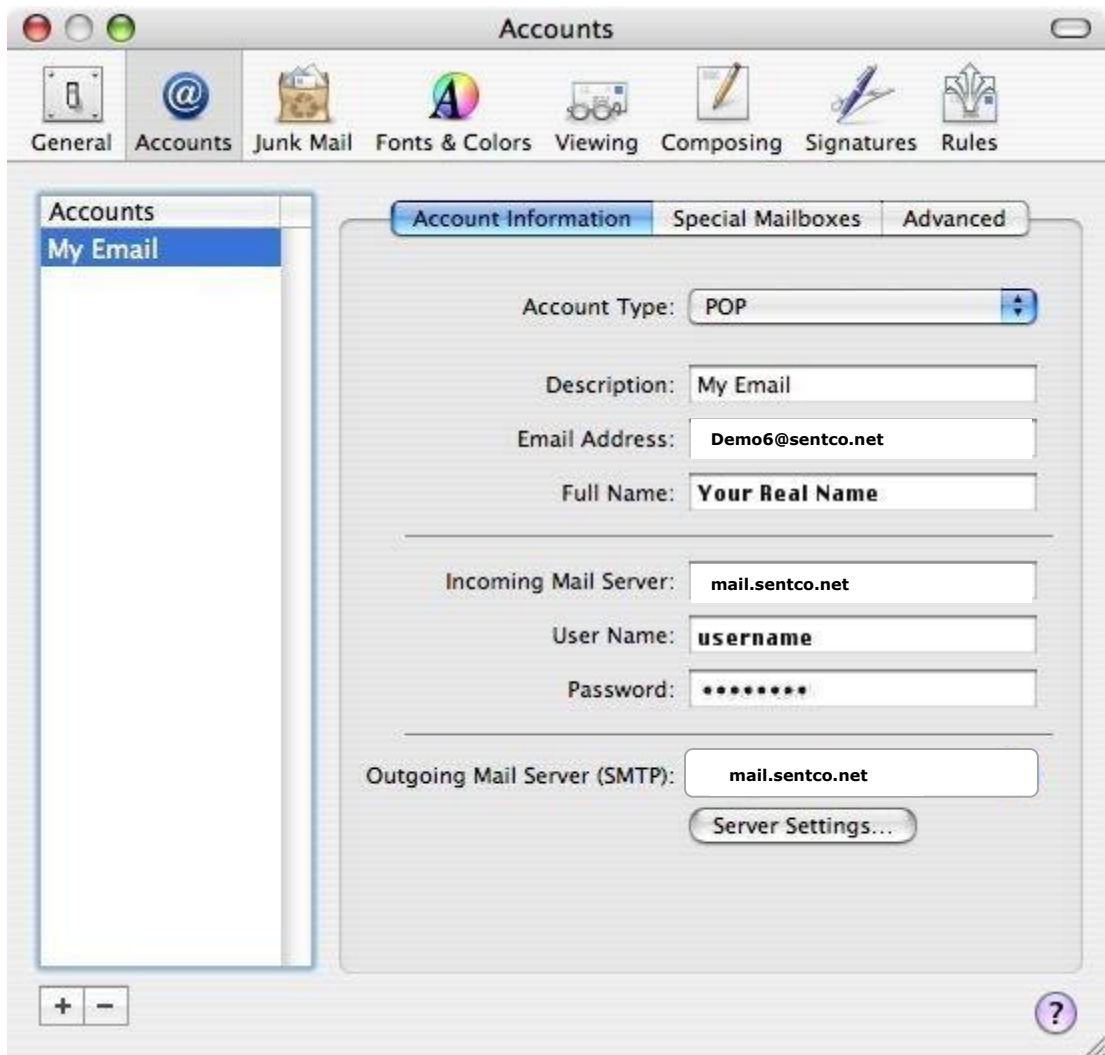 Accounts
General Accounts Junk Mail Fonts & Colors Viewing Composing Signatures Rules
Accounts
My Email
Account Information Special Mailboxes Advanced
Account Type: POP
Description: My Email
Email Address: Demo6@sentco.net
Full Name: Your Real Name
Incoming Mail Server: mail.sentco.net
User Name: username
Password: ••••••••
Outgoing Mail Server (SMTP): mail.sentco.net
Server Settings...
+ − ?